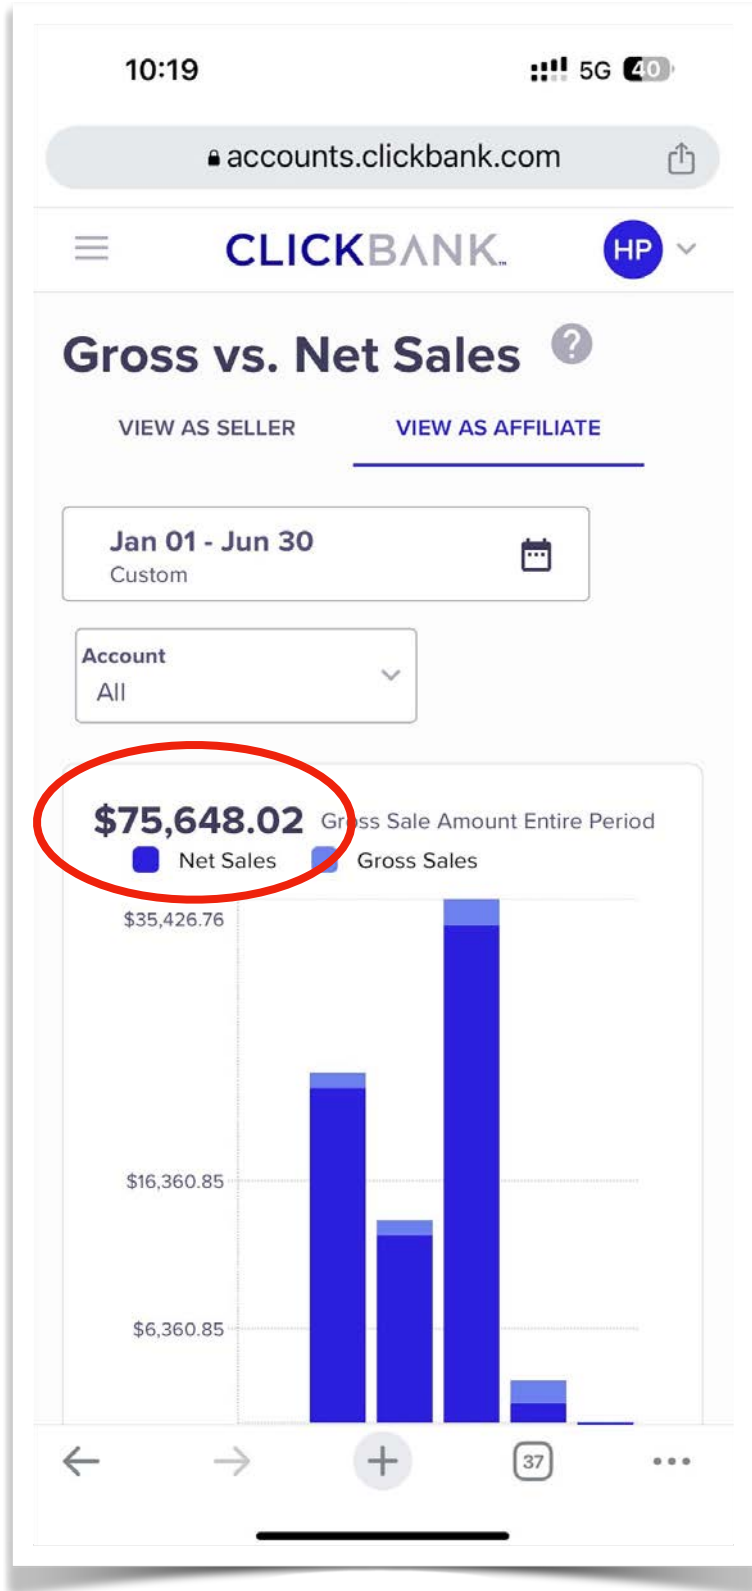 10:19 5G 40
accounts.clickbank.com
CLICKBANK™ HP
Gross vs. Net Sales ?
VIEW AS SELLER VIEW AS AFFILIATE
Jan 01 - Jun 30
Custom
Account
All
$75,648.02 Gross Sale Amount Entire Period
Net Sales Gross Sales
$35,426.76
$16,360.85
$6,360.85
37